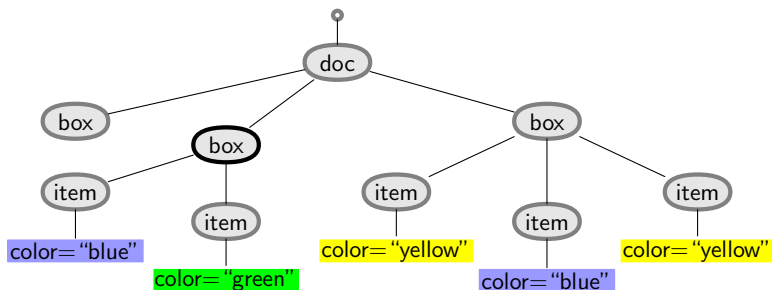 doc
box
box
box
item
item
item
item
item
color=“blue”
color=“green”
color=“yellow”
color=“blue”
color=“yellow”